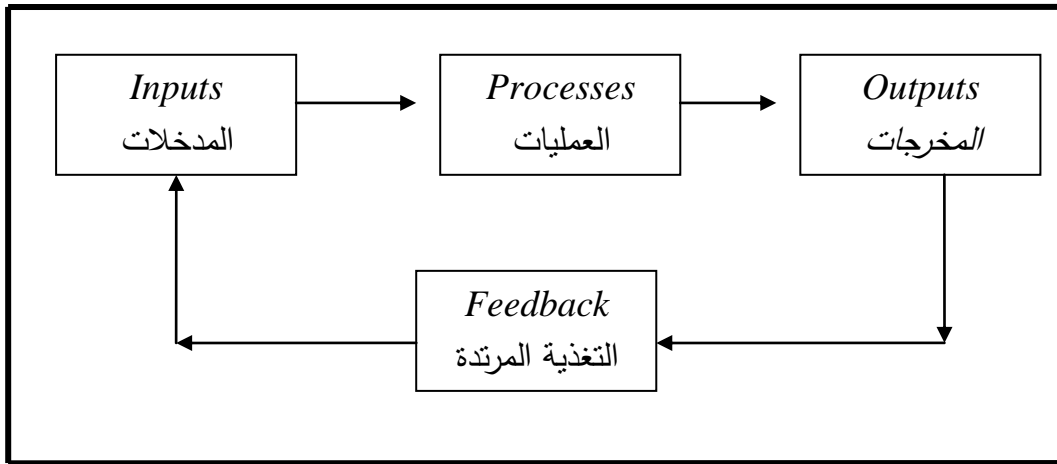 Inputs
المدخلات
Processes
العمليات
Outputs
المخرجات
Feedback
التغذية المرتدة